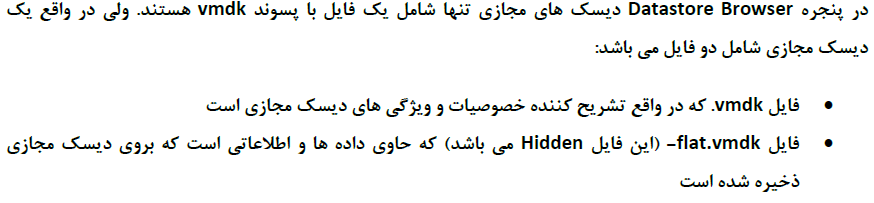 در پنجره Datastore Browser دیسک های مجازی تنها شامل یک فایل با پسوند vmdk هستند. ولی در واقع یک
دیسک مجازی شامل دو فایل می باشد:
• فایل vmdk. که در واقع تشریح کننده خصوصیات و ویژگی های دیسک مجازی است
• فایل flat.vmdk- (این فایل Hidden می باشد) که حاوی داده ها و اطلاعاتی است که بروی دیسک مجازی
ذخیره شده است